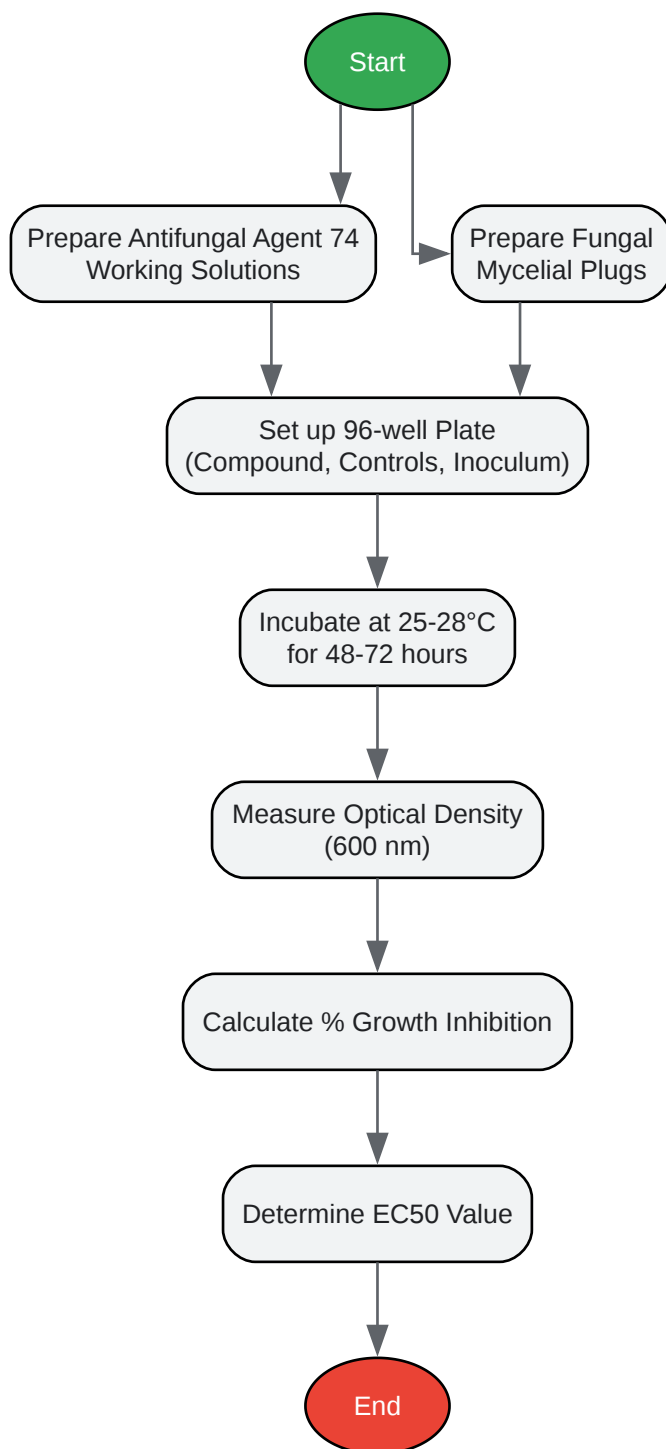 Start
Prepare Antifungal Agent 74
Working Solutions
Prepare Fungal
Mycelial Plugs
Set up 96-well Plate
(Compound, Controls, Inoculum)
Incubate at 25-28°C
for 48-72 hours
Measure Optical Density
(600 nm)
Calculate % Growth Inhibition
Determine EC50 Value
End